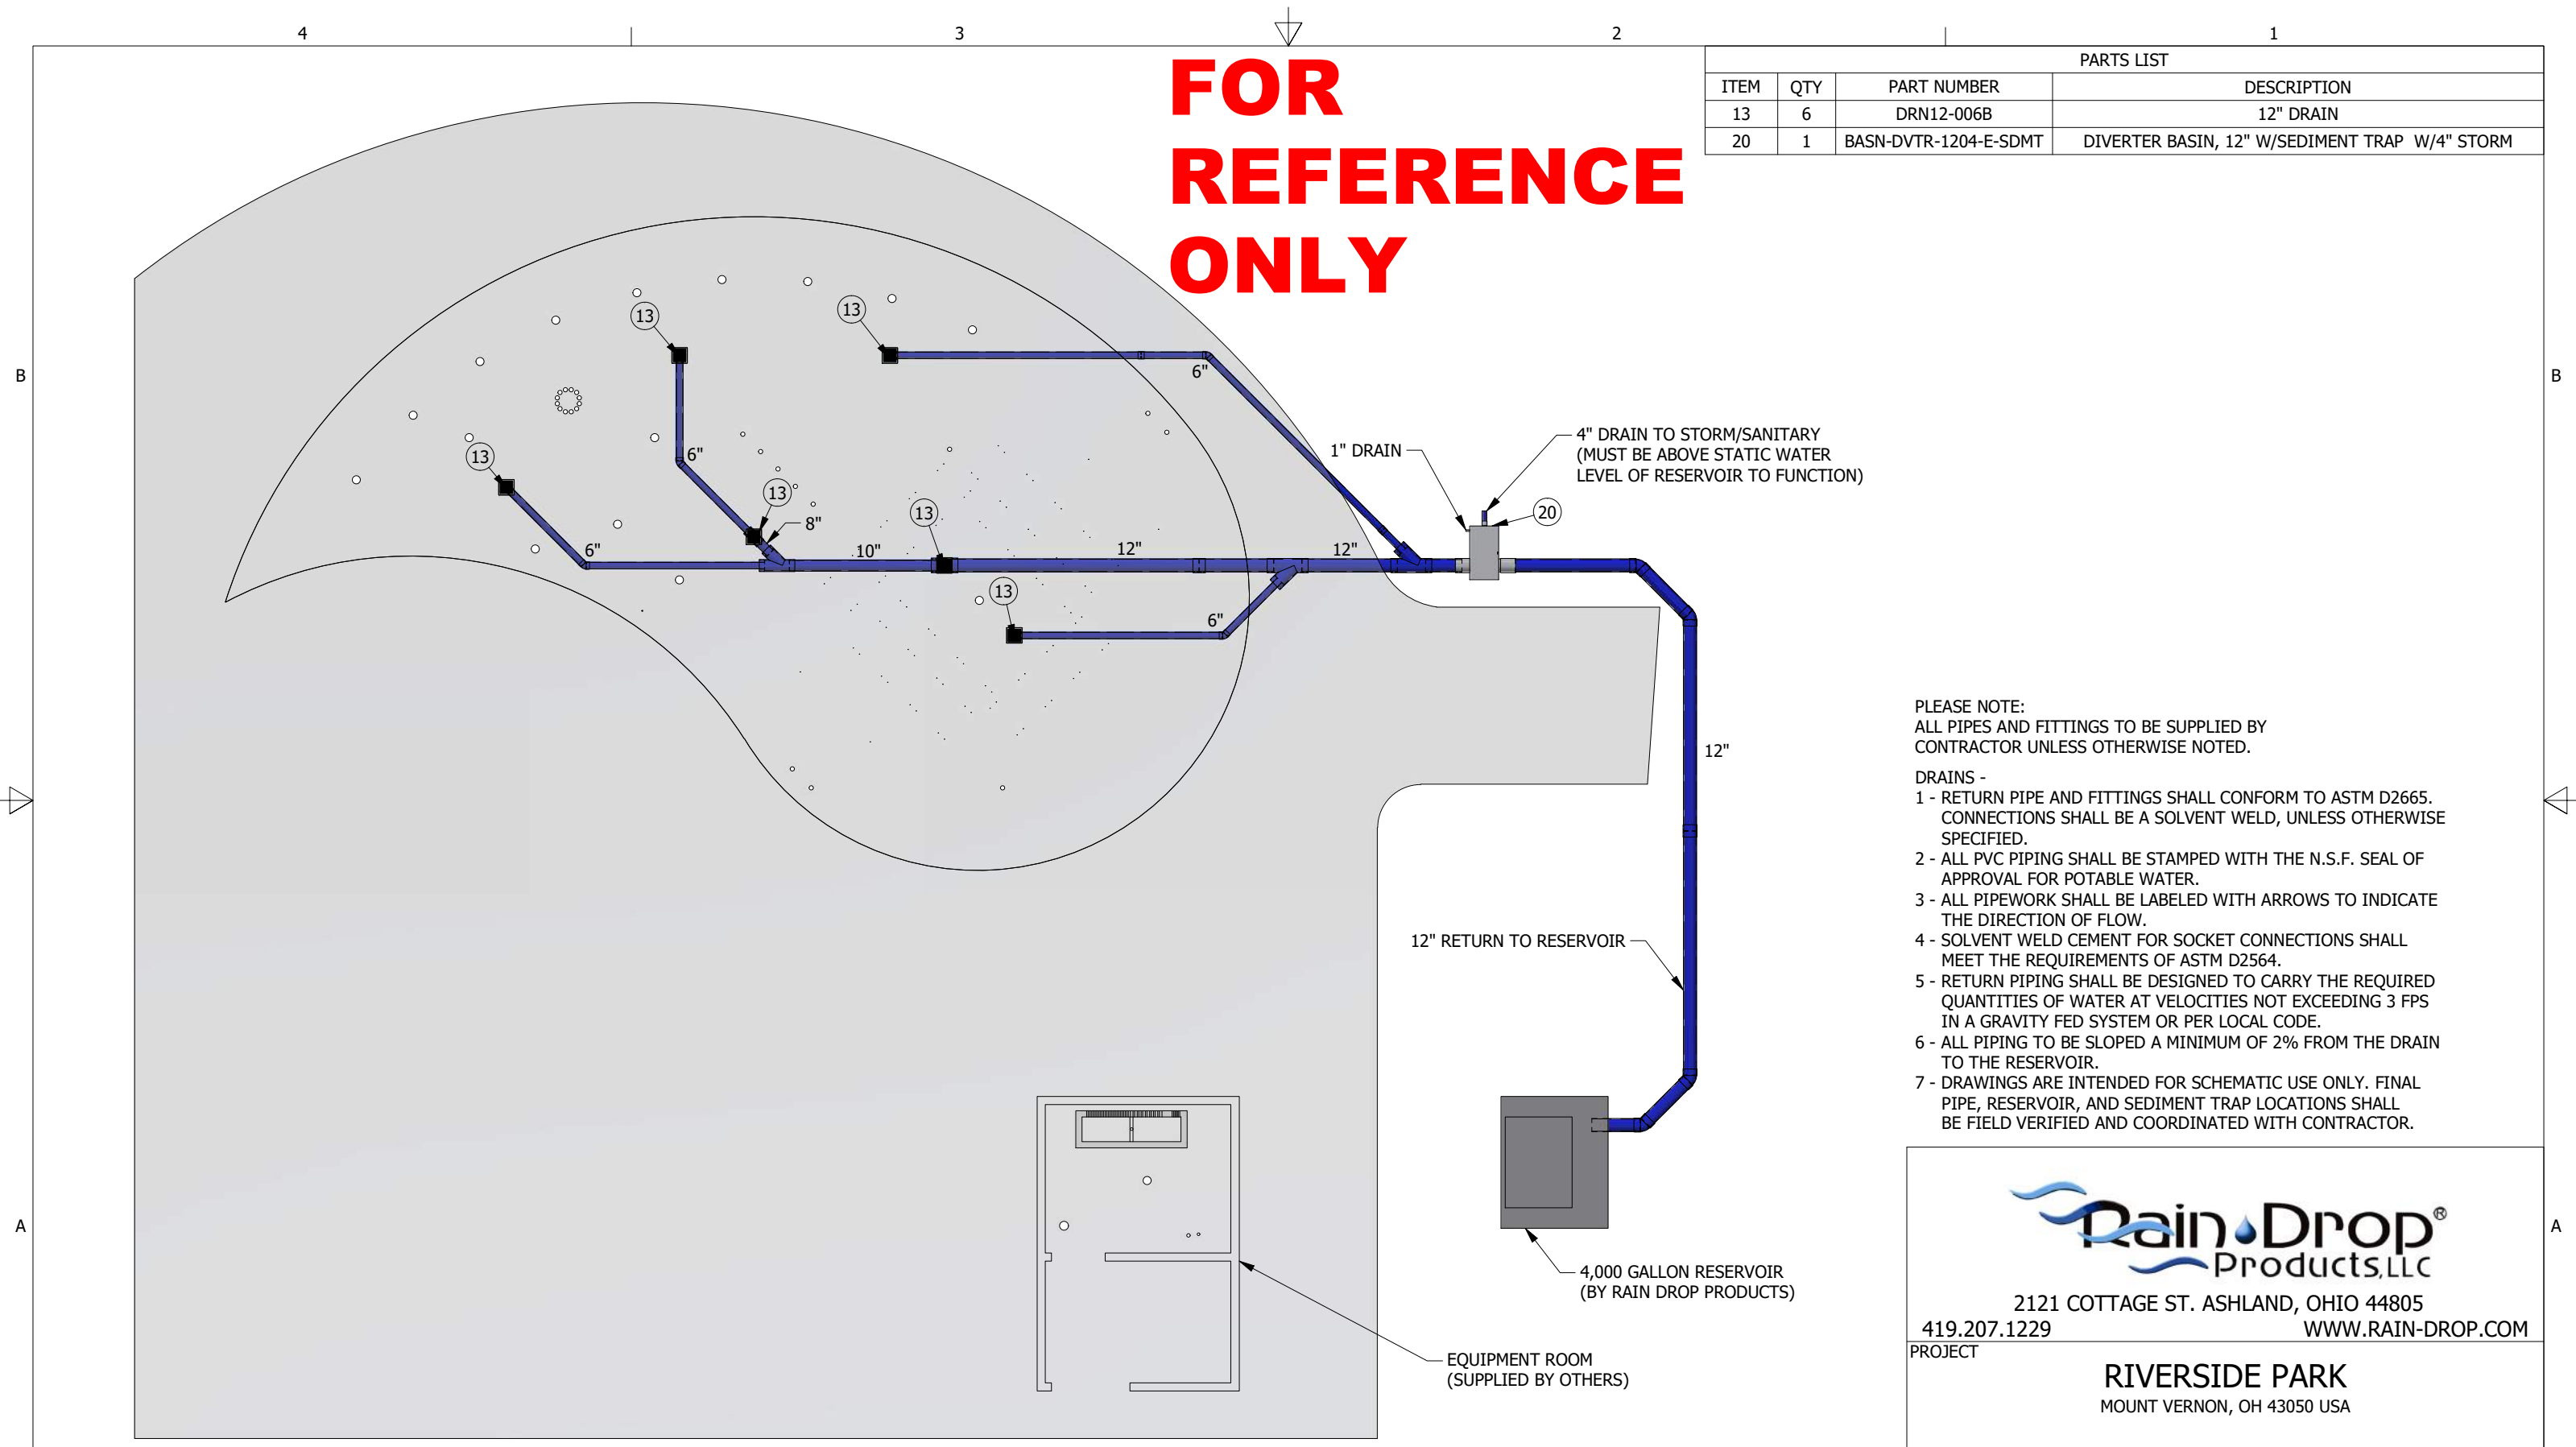 4 3 2 1
FOR
REFERENCE
ONLY
PARTS LIST
ITEM QTY PART NUMBER DESCRIPTION
13 6 DRN12-006B 12" DRAIN
20 1 BASN-DVTR-1204-E-SDMT DIVERTER BASIN, 12" W/SEDIMENT TRAP W/4" STORM
B
B
13
13
6"
13
6"
13
8"
13
6"
10"
12"
12"
13
6"
1" DRAIN
4" DRAIN TO STORM/SANITARY
(MUST BE ABOVE STATIC WATER
LEVEL OF RESERVOIR TO FUNCTION)
20
12"
12" RETURN TO RESERVOIR
PLEASE NOTE:
ALL PIPES AND FITTINGS TO BE SUPPLIED BY
CONTRACTOR UNLESS OTHERWISE NOTED.
DRAINS -
1 - RETURN PIPE AND FITTINGS SHALL CONFORM TO ASTM D2665.
CONNECTIONS SHALL BE A SOLVENT WELD, UNLESS OTHERWISE
SPECIFIED.
2 - ALL PVC PIPING SHALL BE STAMPED WITH THE N.S.F. SEAL OF
APPROVAL FOR POTABLE WATER.
3 - ALL PIPEWORK SHALL BE LABELED WITH ARROWS TO INDICATE
THE DIRECTION OF FLOW.
4 - SOLVENT WELD CEMENT FOR SOCKET CONNECTIONS SHALL
MEET THE REQUIREMENTS OF ASTM D2564.
5 - RETURN PIPING SHALL BE DESIGNED TO CARRY THE REQUIRED
QUANTITIES OF WATER AT VELOCITIES NOT EXCEEDING 3 FPS
IN A GRAVITY FED SYSTEM OR PER LOCAL CODE.
6 - ALL PIPING TO BE SLOPED A MINIMUM OF 2% FROM THE DRAIN
TO THE RESERVOIR.
7 - DRAWINGS ARE INTENDED FOR SCHEMATIC USE ONLY. FINAL
PIPE, RESERVOIR, AND SEDIMENT TRAP LOCATIONS SHALL
BE FIELD VERIFIED AND COORDINATED WITH CONTRACTOR.
A
A
4,000 GALLON RESERVOIR
(BY RAIN DROP PRODUCTS)
EQUIPMENT ROOM
(SUPPLIED BY OTHERS)
Rain Drop®
Products,LLC
2121 COTTAGE ST. ASHLAND, OHIO 44805
419.207.1229 WWW.RAIN-DROP.COM
PROJECT
RIVERSIDE PARK
MOUNT VERNON, OH 43050 USA